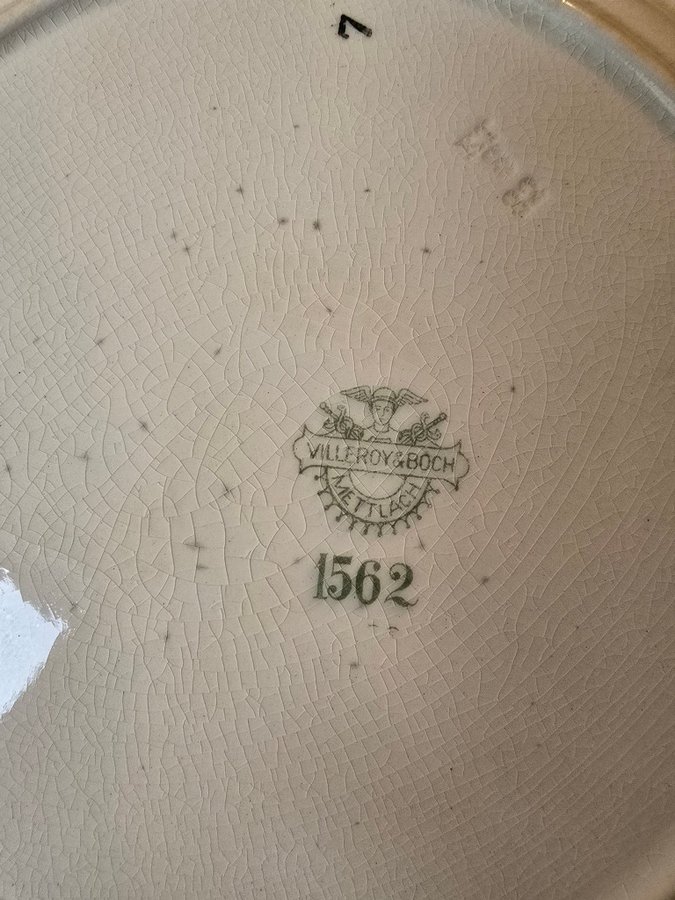 7
VILLEROY & BOCH
METTLACH
1562